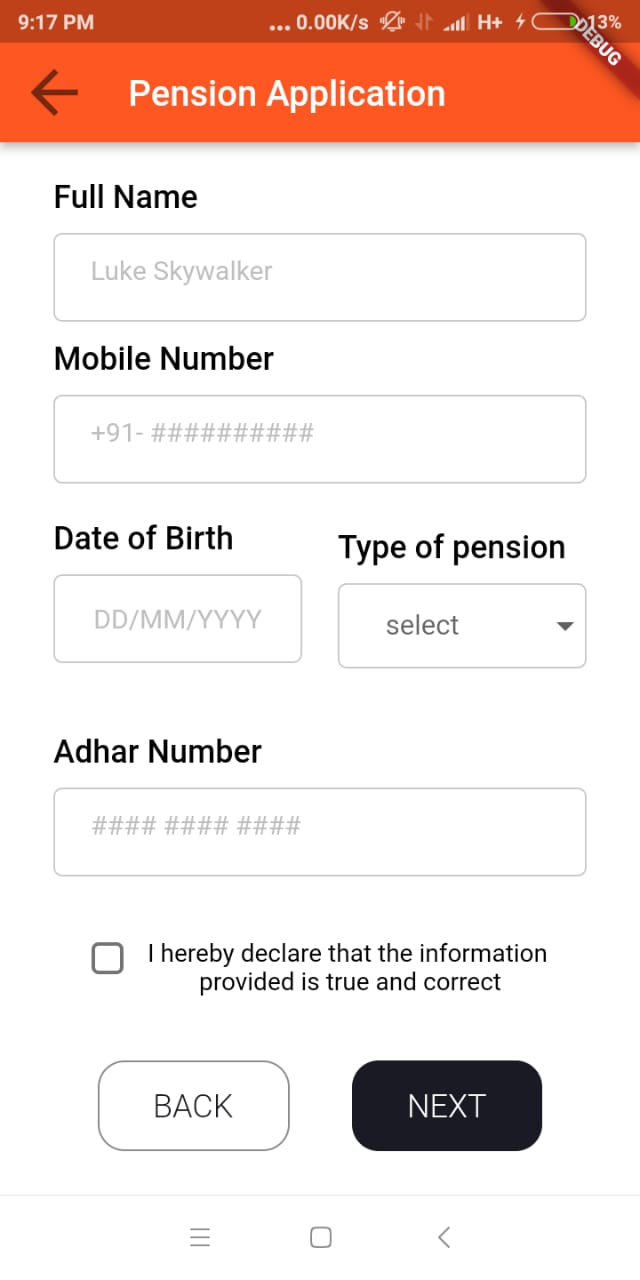 9:17 PM ... 0.00K/s H+ 13%
DEBUG
Pension Application
Full Name
Luke Skywalker
Mobile Number
+91- ##########
Date of Birth Type of pension
DD/MM/YYYY select
Adhar Number
#### #### ####
I hereby declare that the information
provided is true and correct
BACK NEXT